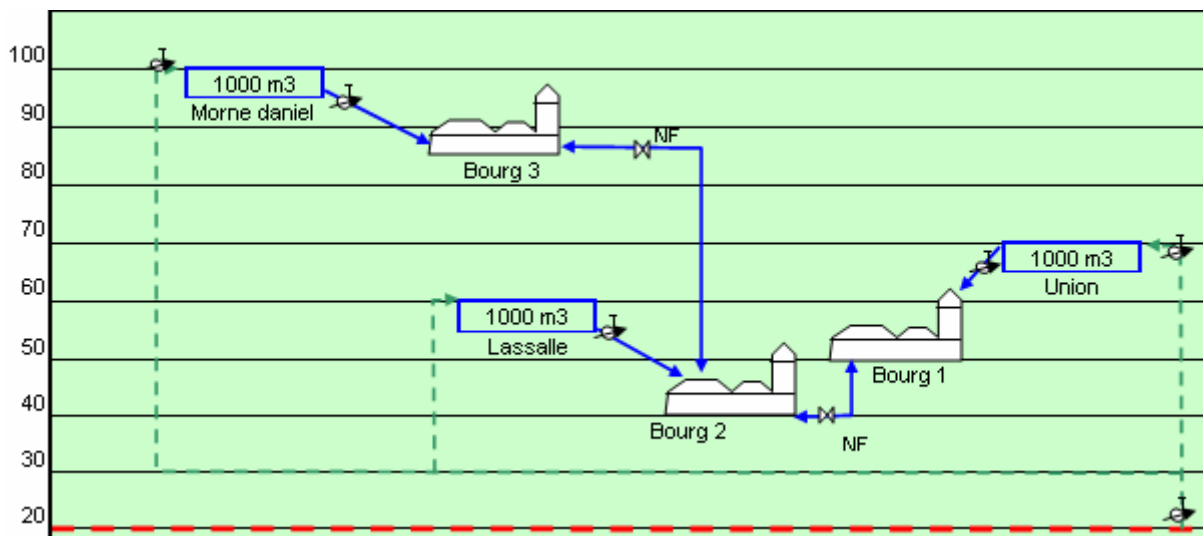 100
1000 m3
Morne daniel
90
NF
80
Bourg 3
70
1000 m3
Union
60
1000 m3
Lassalle
50
Bourg 1
40
Bourg 2
NF
30
20